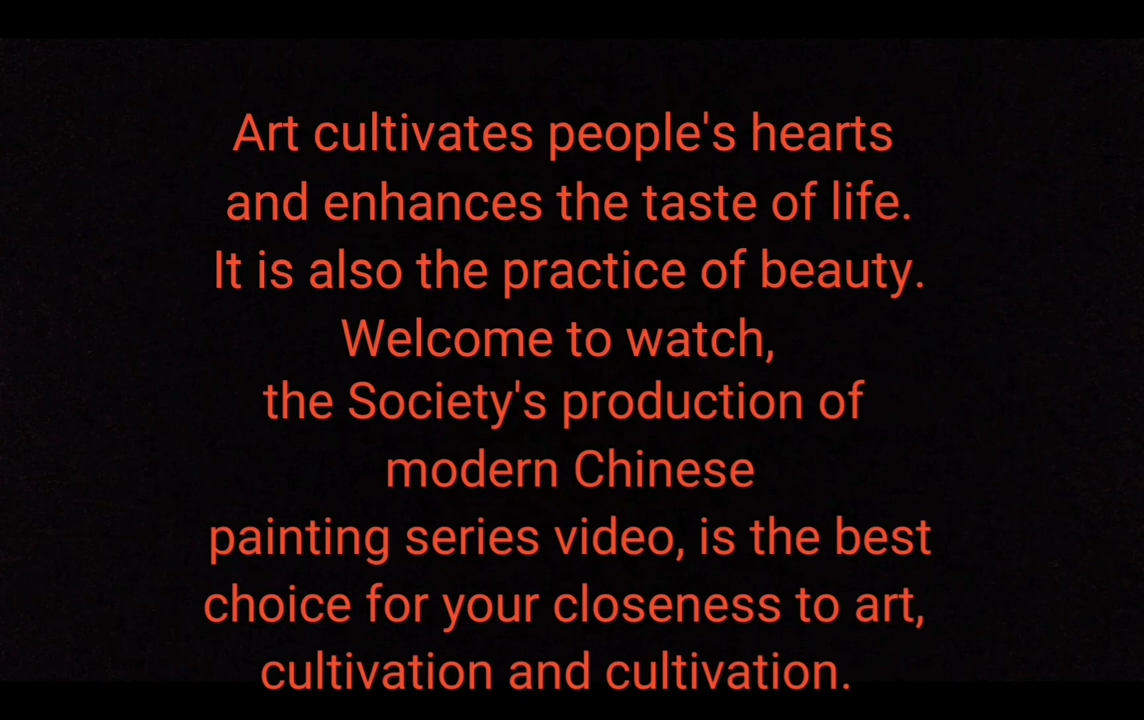 Art cultivates people's hearts
and enhances the taste of life.
It is also the practice of beauty.
Welcome to watch,
the Society's production of
modern Chinese
painting series video, is the best
choice for your closeness to art,
cultivation and cultivation.